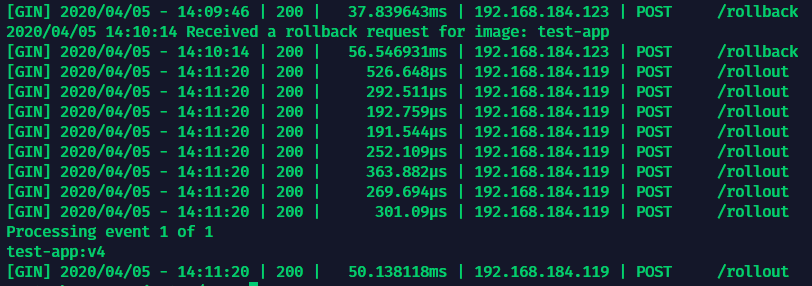 [GIN] 2020/04/05 - 14:09:46 | 200 |   37.839643ms | 192.168.184.123 | POST     /rollback
2020/04/05 14:10:14 Received a rollback request for image: test-app
[GIN] 2020/04/05 - 14:10:14 | 200 |   56.546931ms | 192.168.184.123 | POST     /rollback
[GIN] 2020/04/05 - 14:11:20 | 200 |     526.648µs | 192.168.184.119 | POST     /rollout
[GIN] 2020/04/05 - 14:11:20 | 200 |     292.511µs | 192.168.184.119 | POST     /rollout
[GIN] 2020/04/05 - 14:11:20 | 200 |     192.759µs | 192.168.184.119 | POST     /rollout
[GIN] 2020/04/05 - 14:11:20 | 200 |     191.544µs | 192.168.184.119 | POST     /rollout
[GIN] 2020/04/05 - 14:11:20 | 200 |     252.109µs | 192.168.184.119 | POST     /rollout
[GIN] 2020/04/05 - 14:11:20 | 200 |     363.882µs | 192.168.184.119 | POST     /rollout
[GIN] 2020/04/05 - 14:11:20 | 200 |     269.694µs | 192.168.184.119 | POST     /rollout
[GIN] 2020/04/05 - 14:11:20 | 200 |      301.09µs | 192.168.184.119 | POST     /rollout
Processing event 1 of 1
test-app:v4
[GIN] 2020/04/05 - 14:11:20 | 200 |   50.138118ms | 192.168.184.119 | POST     /rollout